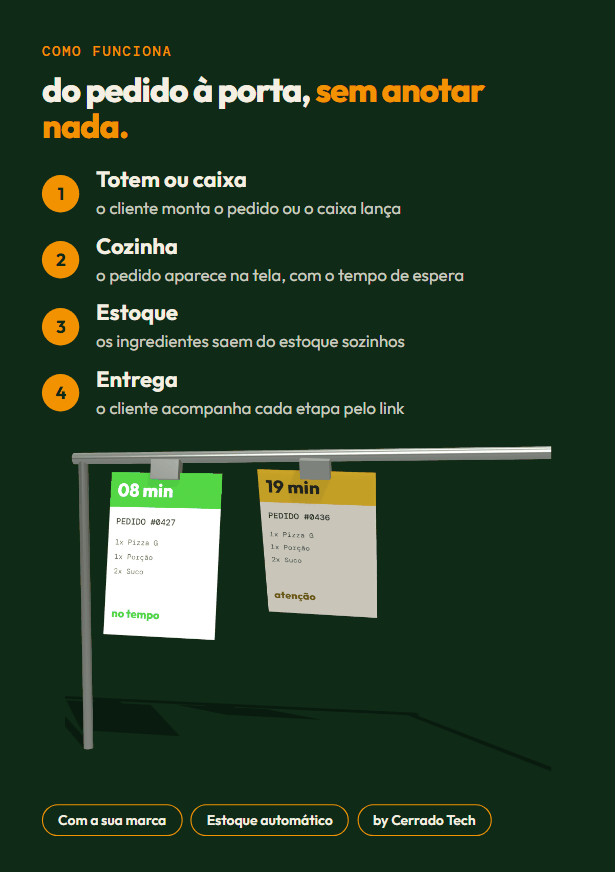 COMO FUNCIONA
do pedido à porta, sem anotar
nada.
1
Totem ou caixa
o cliente monta o pedido ou o caixa lança
2
Cozinha
o pedido aparece na tela, com o tempo de espera
3
Estoque
os ingredientes saem do estoque sozinhos
4
Entrega
o cliente acompanha cada etapa pelo link
08 min
PEDIDO #0427
1x Pizza G
1x Porção
2x Suco
no tempo
19 min
PEDIDO #0436
1x Pizza G
1x Porção
2x Suco
atenção
Com a sua marca
Estoque automático
by Cerrado Tech